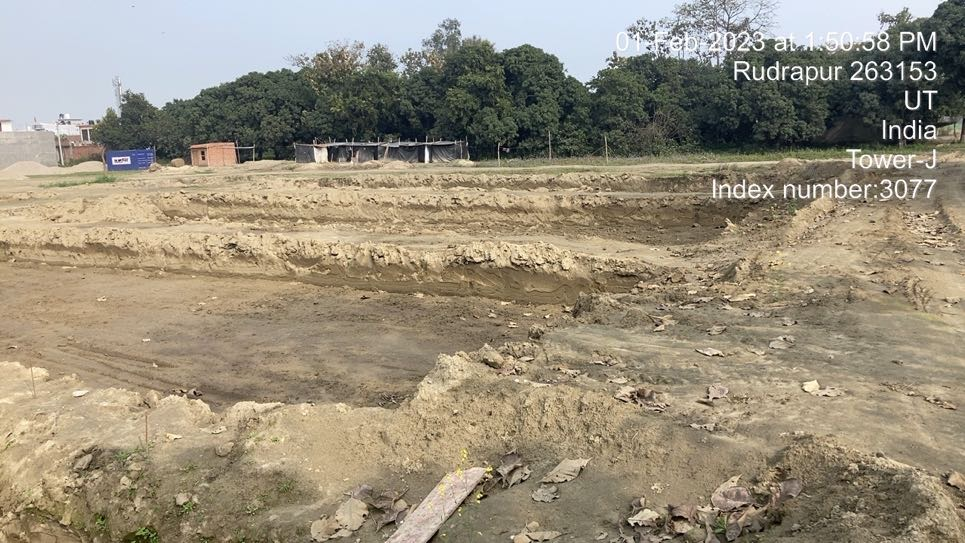 01 Feb 2023 at 1:50:58 PM
Rudrapur 263153
UT
India
Tower-J
Index number:3077